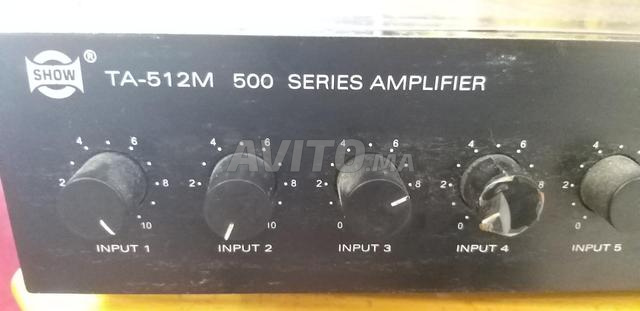 SHOW ® TA-512M 500 SERIES AMPLIFIER
AVITO.MA
4 6 4 6 4 6 4 6 4
2 8 2 8 2 8 2 8 2
10 10 0 0 0
INPUT 1 INPUT 2 INPUT 3 INPUT 4 INPUT 5